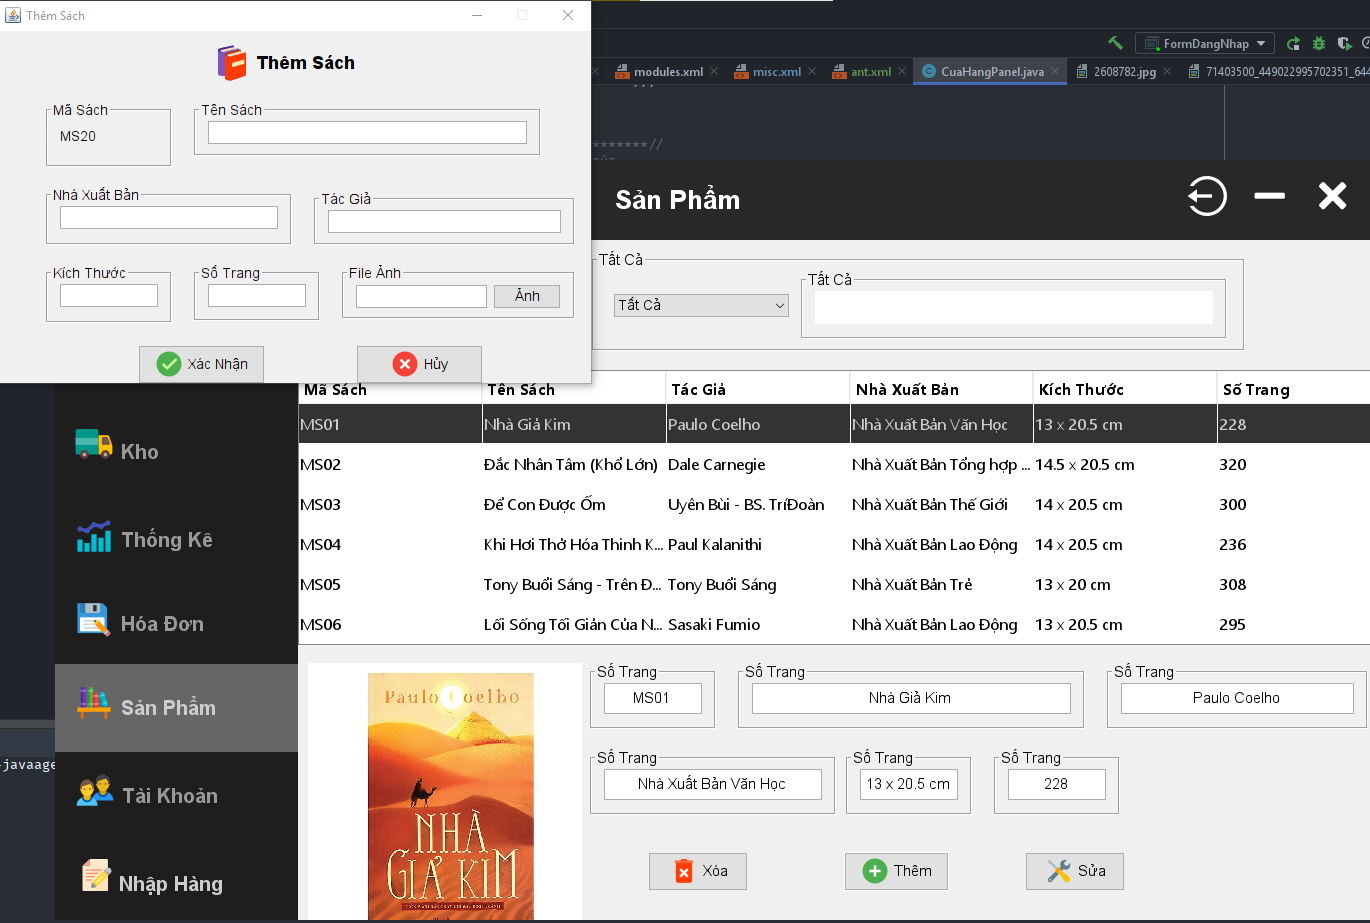 Thêm Sách
Thêm Sách
Mã Sách
MS20
Tên Sách
Nhà Xuất Bản
Tác Giả
Kích Thước
Số Trang
File Ảnh
Ảnh
Xác Nhận
Hủy
FormDangNhap
modules.xml
misc.xml
ant.xml
CuaHangPanel.java
2608782.jpg
71403500_449022995702351_644
*******//
Sản Phẩm
Tất Cả
Tất Cả
Tất Cả
Mã Sách Tên Sách Tác Giả Nhà Xuất Bản Kích Thước Số Trang
MS01 Nhà Giả Kim Paulo Coelho Nhà Xuất Bản Văn Học 13 x 20.5 cm 228
MS02 Đắc Nhân Tâm (Khổ Lớn) Dale Carnegie Nhà Xuất Bản Tổng hợp ... 14.5 x 20.5 cm 320
MS03 Để Con Được Ốm Uyên Bùi - BS. TríĐoàn Nhà Xuất Bản Thế Giới 14 x 20.5 cm 300
MS04 Khi Hơi Thở Hóa Thinh K... Paul Kalanithi Nhà Xuất Bản Lao Động 14 x 20.5 cm 236
MS05 Tony Buổi Sáng - Trên Đ... Tony Buổi Sáng Nhà Xuất Bản Trẻ 13 x 20 cm 308
MS06 Lối Sống Tối Giản Của N... Sasaki Fumio Nhà Xuất Bản Lao Động 13 x 20.5 cm 295
Kho
Thống Kê
Hóa Đơn
Sản Phẩm
Tài Khoản
Nhập Hàng
-javaage
Paulo Coelho
NHÀ
GIẢ KIM
Số Trang
MS01
Số Trang
Nhà Giả Kim
Số Trang
Paulo Coelho
Số Trang
Nhà Xuất Bản Văn Học
Số Trang
13 x 20.5 cm
Số Trang
228
Xóa
Thêm
Sửa